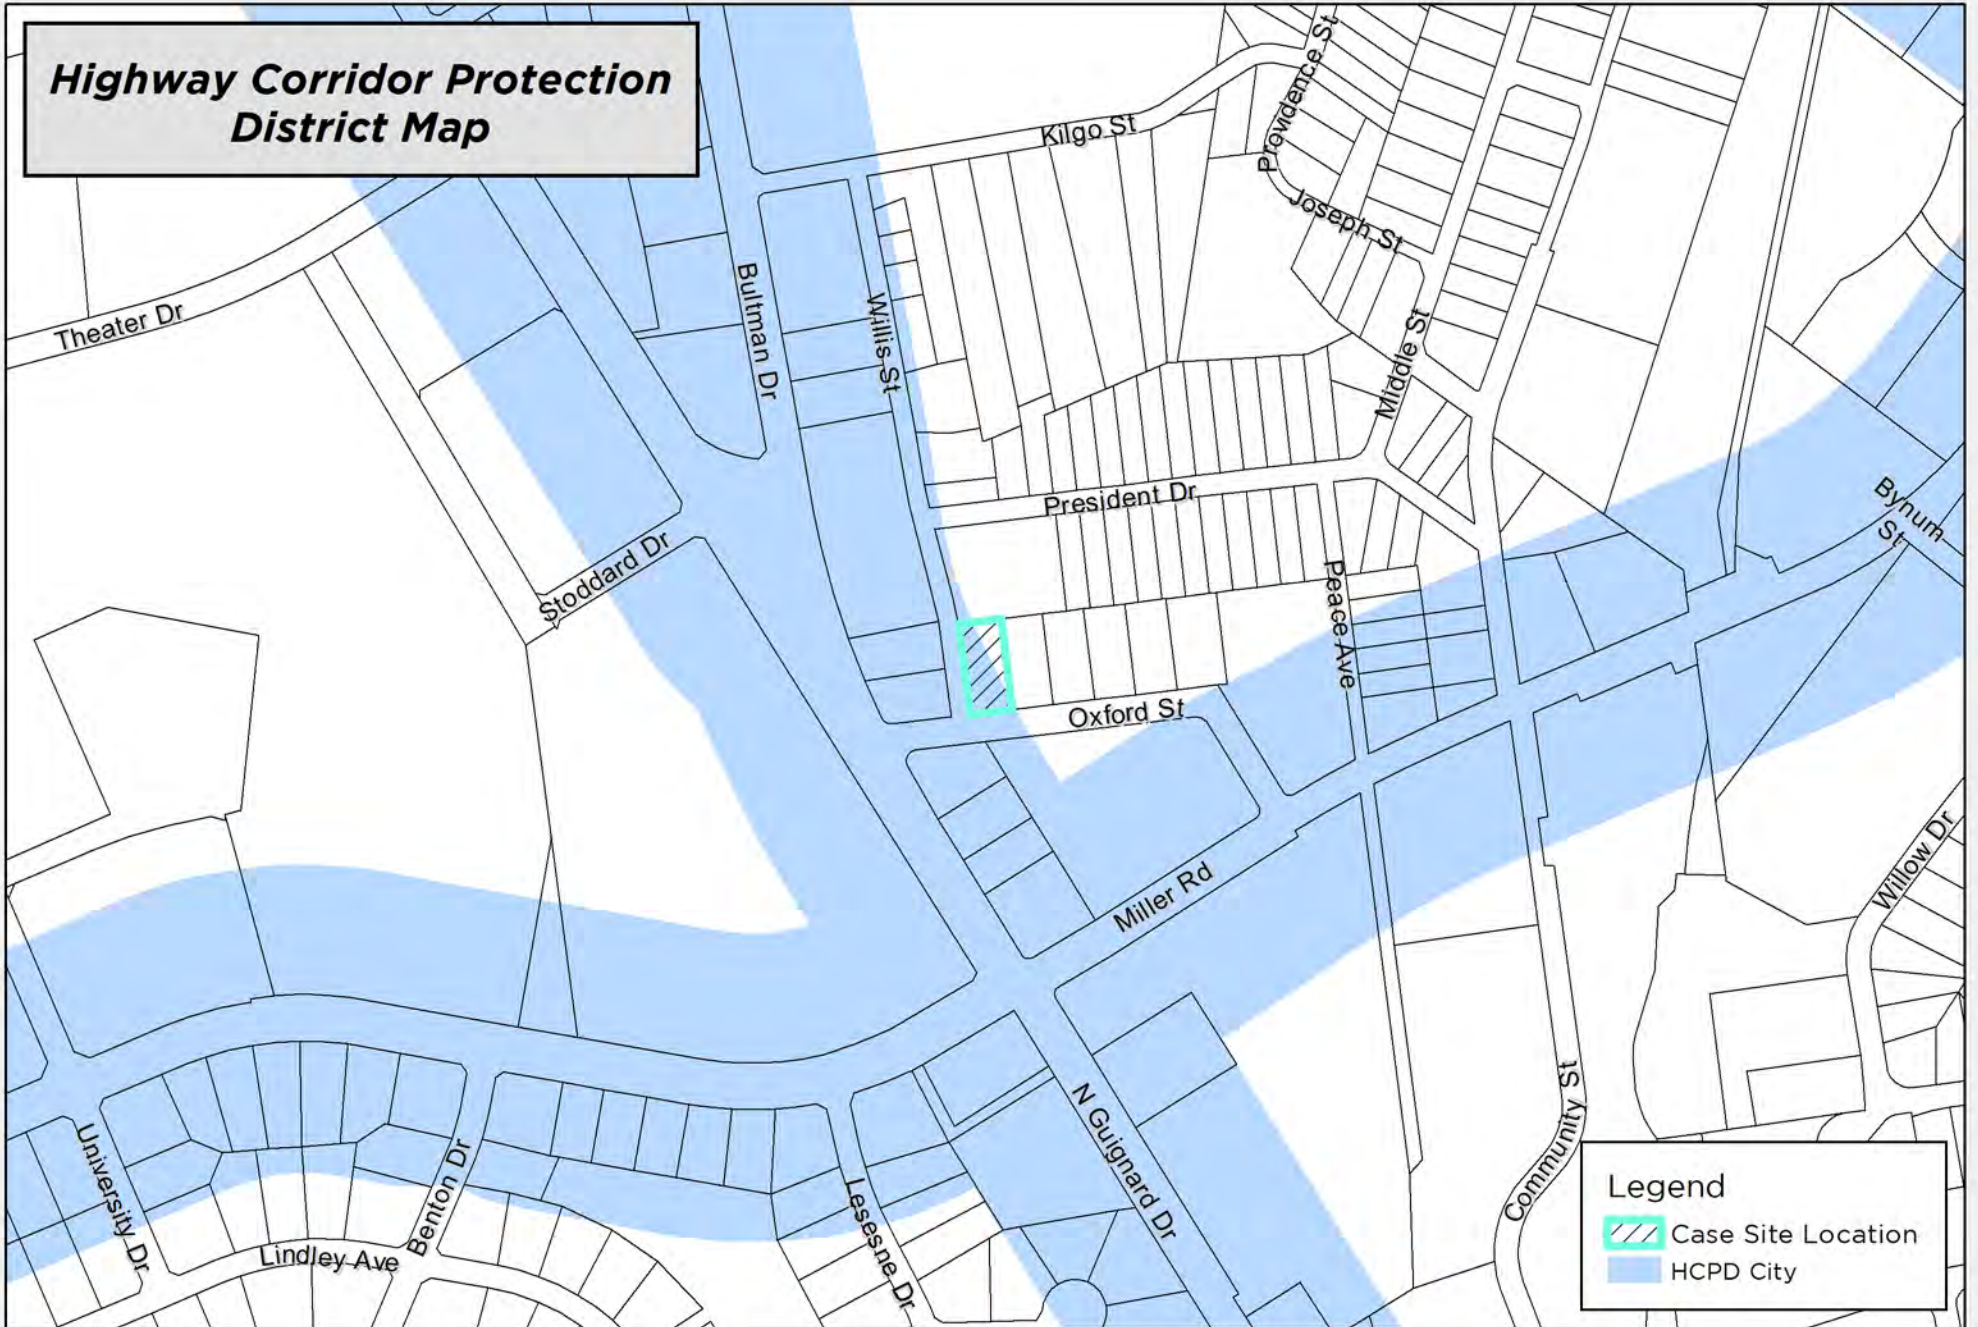 Highway Corridor Protection
District Map
Providence St
Kilgo St
Joseph St
Theater Dr
Bultman Dr
Willis St
Middle St
President Dr
Bynum
St
Stoddard Dr
Peace Ave
Oxford St
Miller Rd
Willow Dr
N Guignard Dr
Community St
University Dr
Benton Dr
Lesesne Dr
Lindley Ave
Legend
Case Site Location
HCPD City